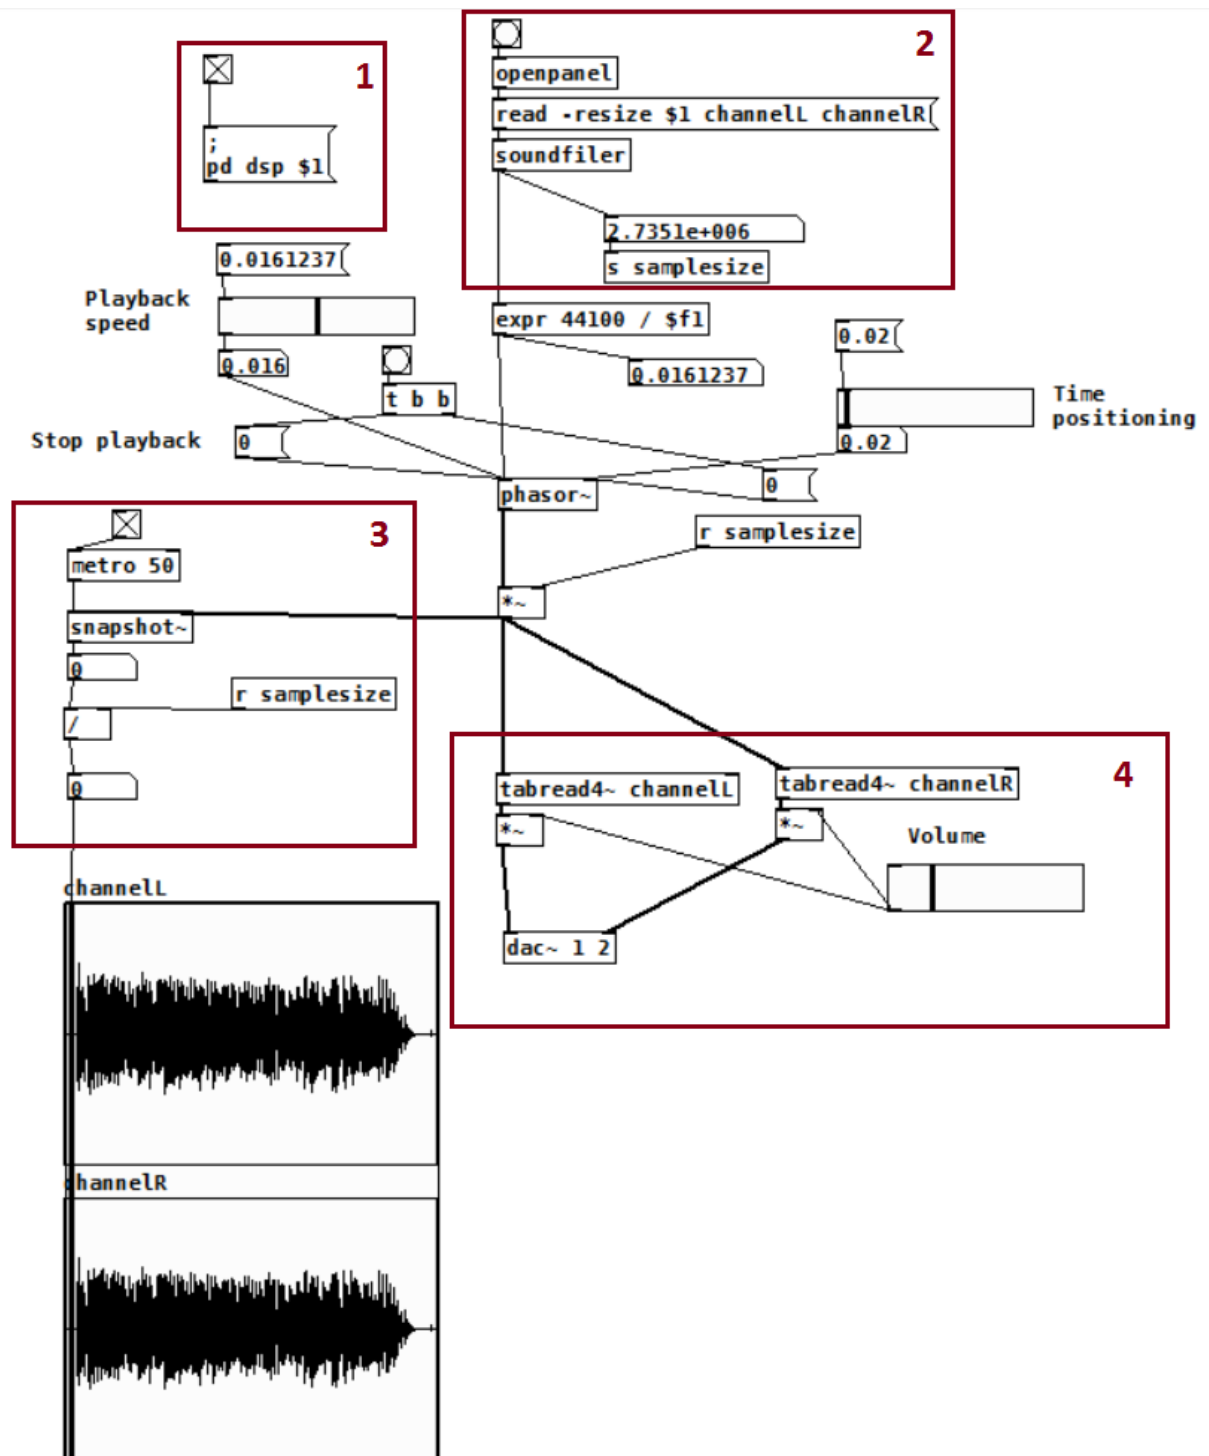 1
;
pd dsp $1
2
openpanel
read -resize $1 channelL channelR
soundfiler
2.7351e+006
s samplesize
0.0161237
Playback
speed
0.016
expr 44100 / $f1
0.0161237
t b b
Stop playback
0
0.02
Time
positioning
0.02
0
phasor~
r samplesize
*~
3
metro 50
snapshot~
0
r samplesize
/
0
4
tabread4~ channelL
tabread4~ channelR
*~
*~
Volume
dac~ 1 2
channelL
channelR